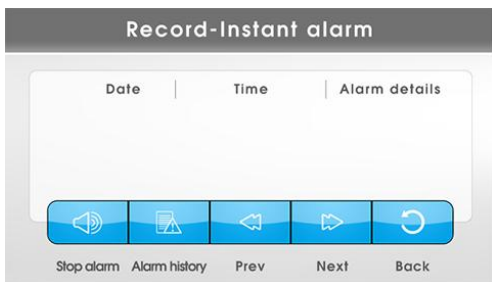 Record-Instant alarm
Date Time Alarm details
Stop alarm Alarm history Prev Next Back